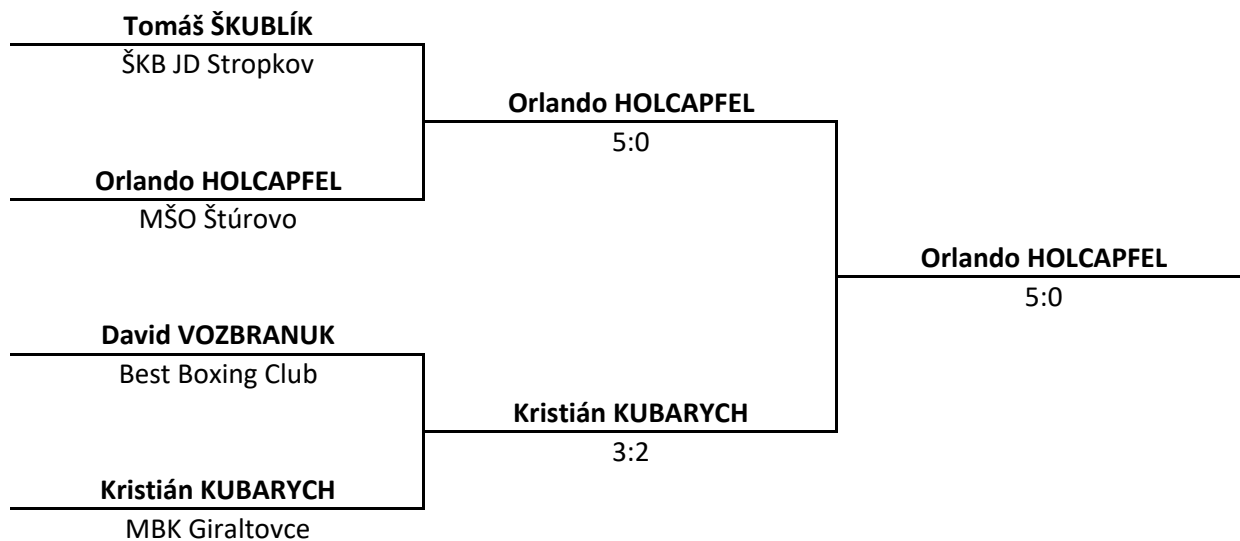 Tomáš ŠKUBLÍK
ŠKB JD Stropkov
Orlando HOLCAPFEL
5:0
Orlando HOLCAPFEL
MŠO Štúrovo
Orlando HOLCAPFEL
5:0
David VOZBRANUK
Best Boxing Club
Kristián KUBARYCH
3:2
Kristián KUBARYCH
MBK Giraltovce